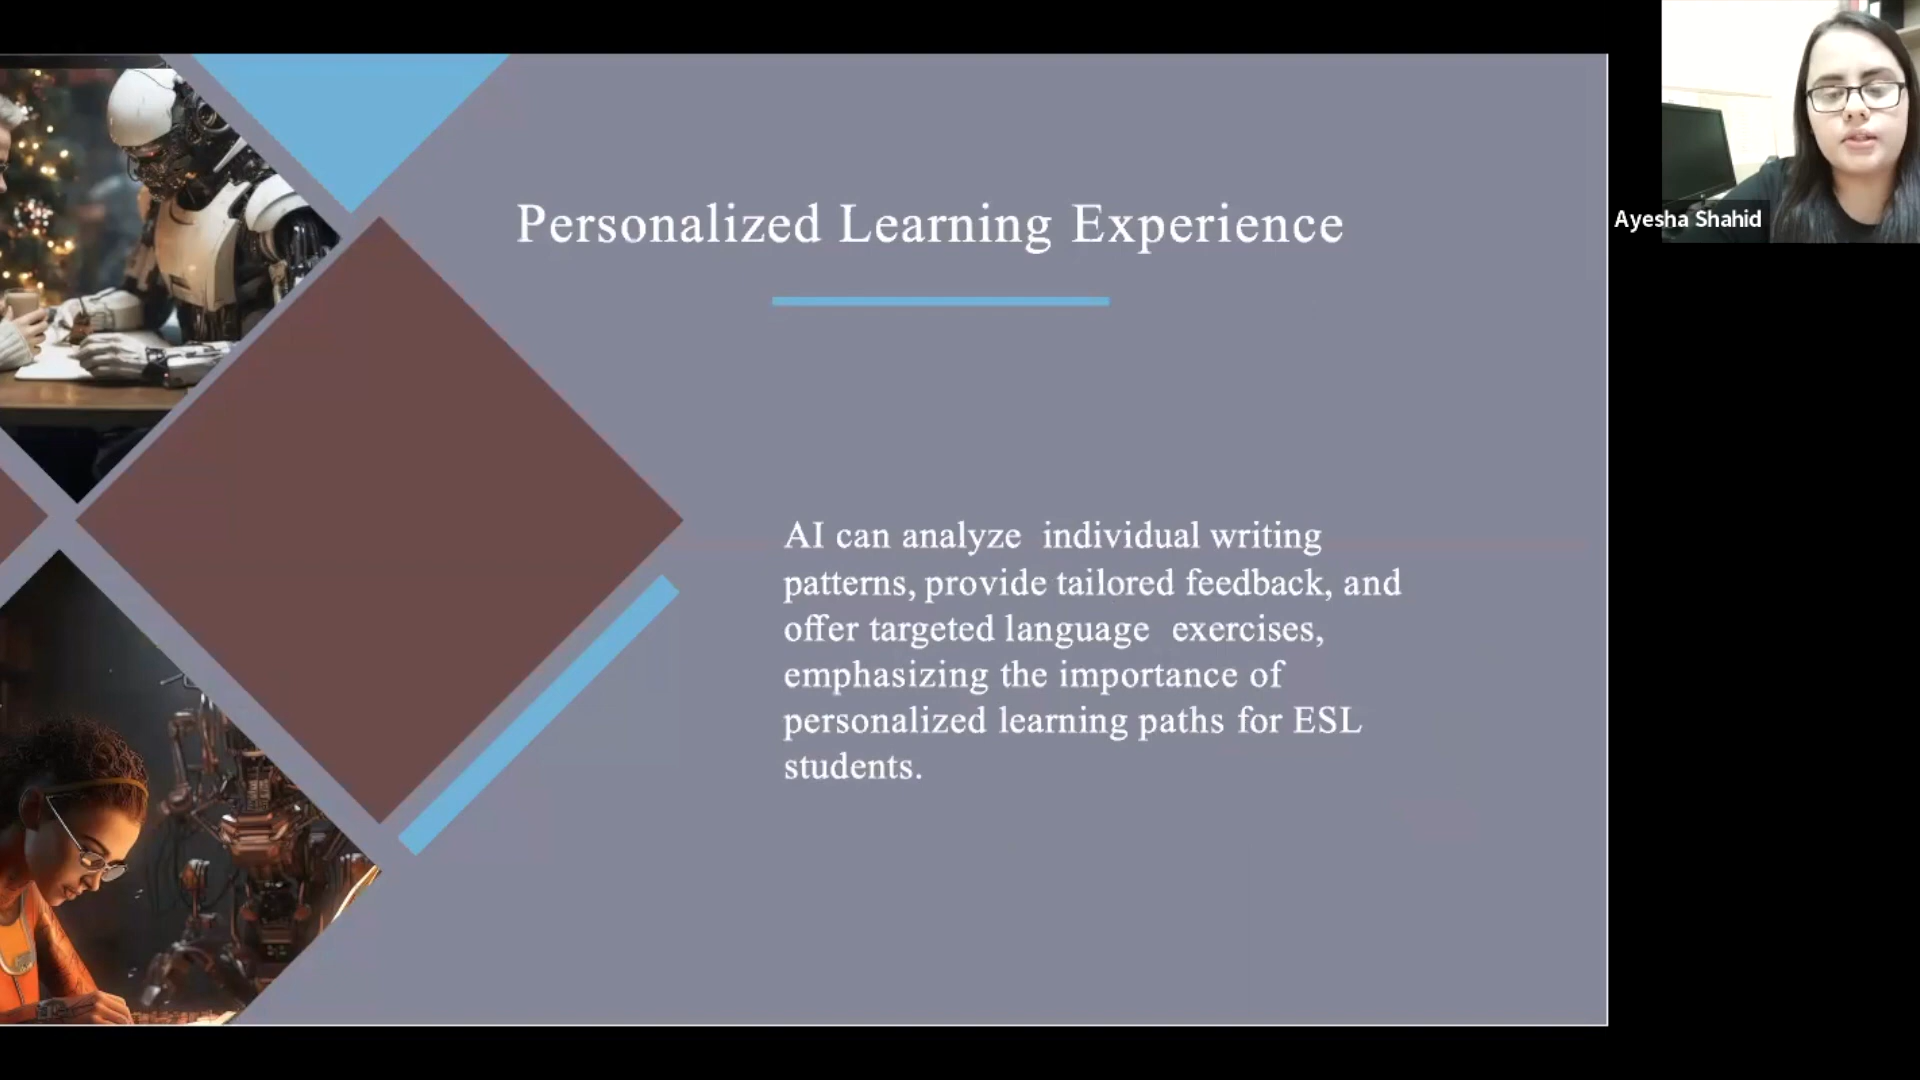 Personalized Learning Experience
Ayesha Shahid
AI can analyze  individual writing
patterns, provide tailored feedback, and
offer targeted language  exercises,
emphasizing the importance of
personalized learning paths for ESL
students.